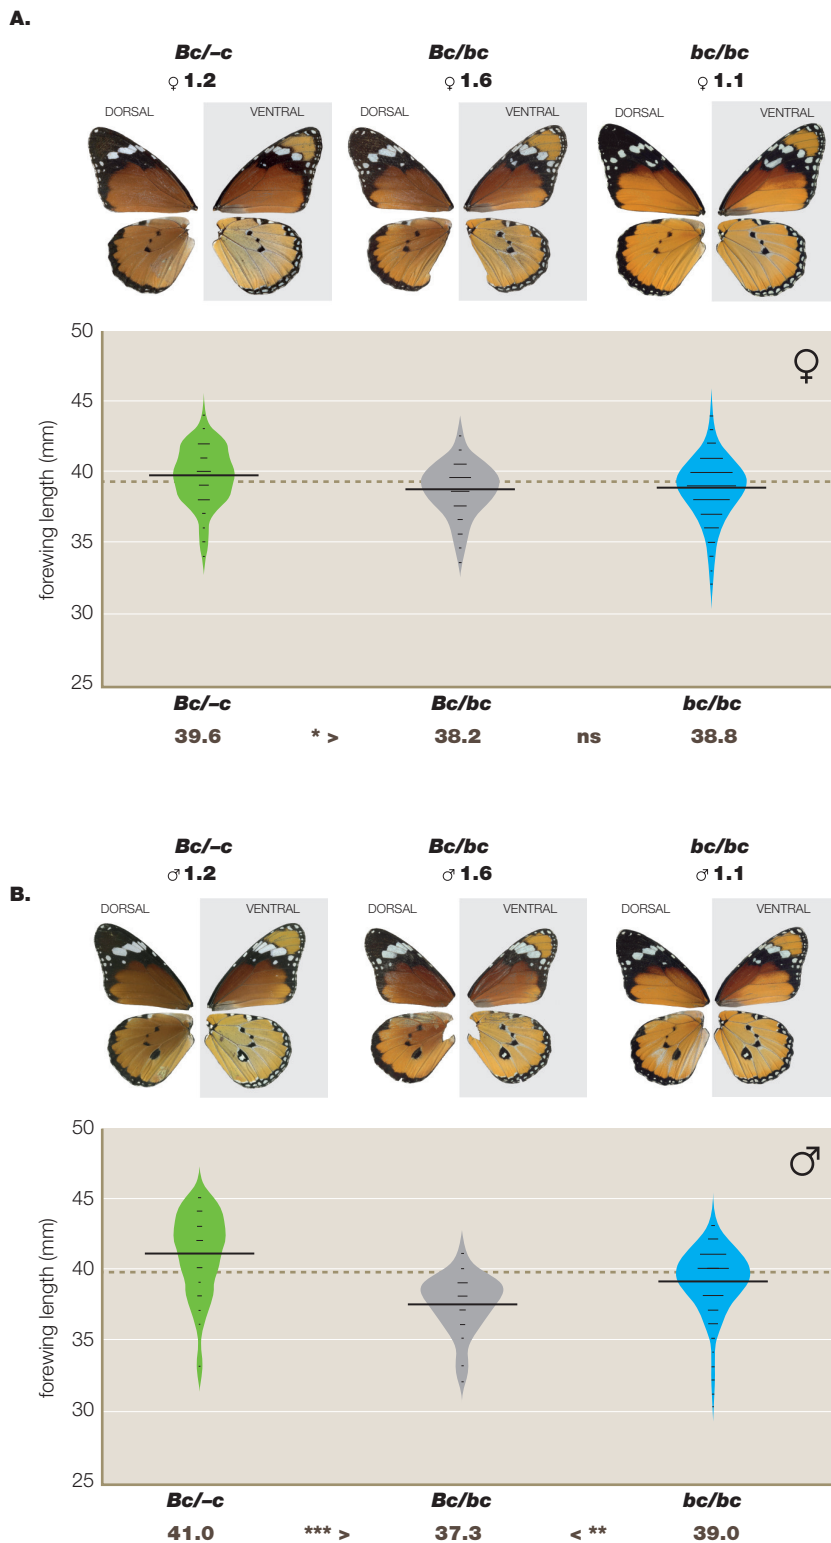 A.
Bc/–c Bc/bc bc/bc
♀ 1.2 ♀ 1.6 ♀ 1.1
DORSAL VENTRAL DORSAL VENTRAL DORSAL VENTRAL
50
♀
45
40
35
30
25
forewing length (mm)
Bc/–c Bc/bc bc/bc
39.6 * > 38.2 ns 38.8
Bc/–c Bc/bc bc/bc
♂ 1.2 ♂ 1.6 ♂ 1.1
B.
DORSAL VENTRAL DORSAL VENTRAL DORSAL VENTRAL
50
♂
45
40
35
30
25
forewing length (mm)
Bc/–c Bc/bc bc/bc
41.0 *** > 37.3 < ** 39.0